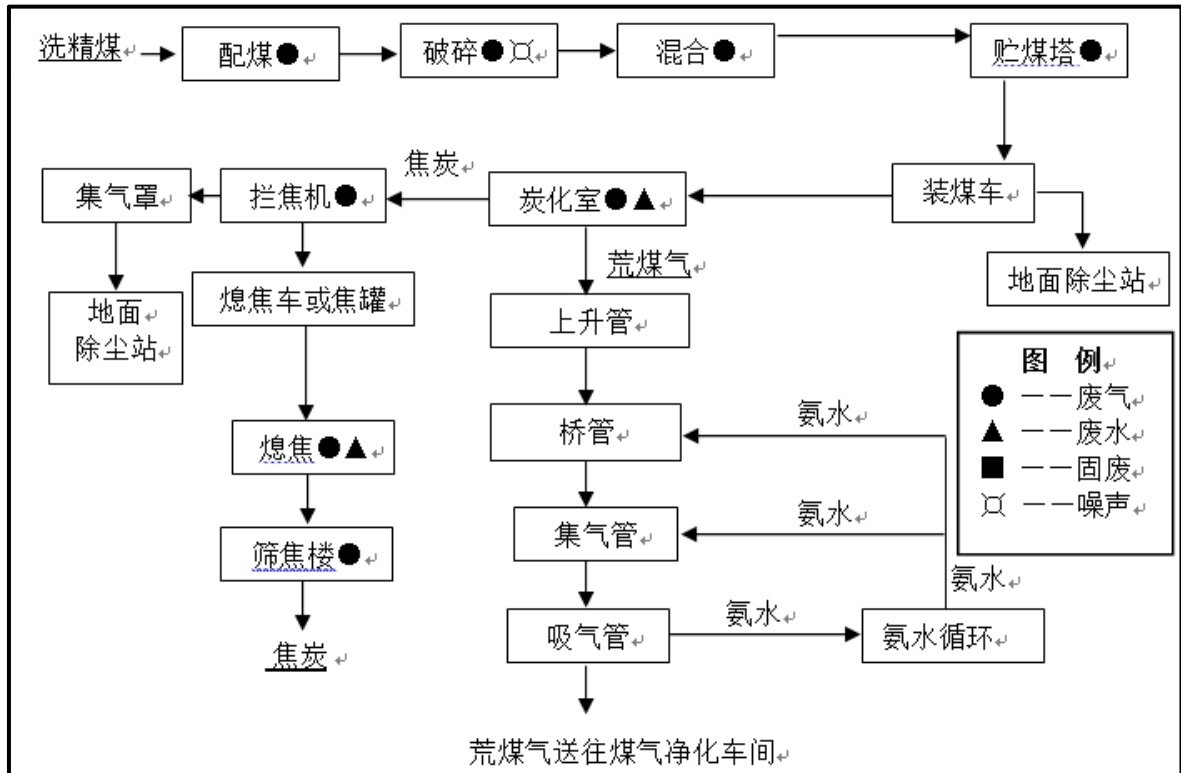 洗精煤
配煤●
破碎●¤
混合●
贮煤塔●
焦炭
集气罩
拦焦机●
炭化室●▲
装煤车
荒煤气
地面除尘站
地面
除尘站
熄焦车或焦罐
上升管
图 例
●——废气
▲——废水
■——固废
¤——噪声
桥管
氨水
熄焦●▲
集气管
氨水
筛焦楼●
氨水
吸气管
氨水
氨水循环
焦炭
荒煤气送往煤气净化车间